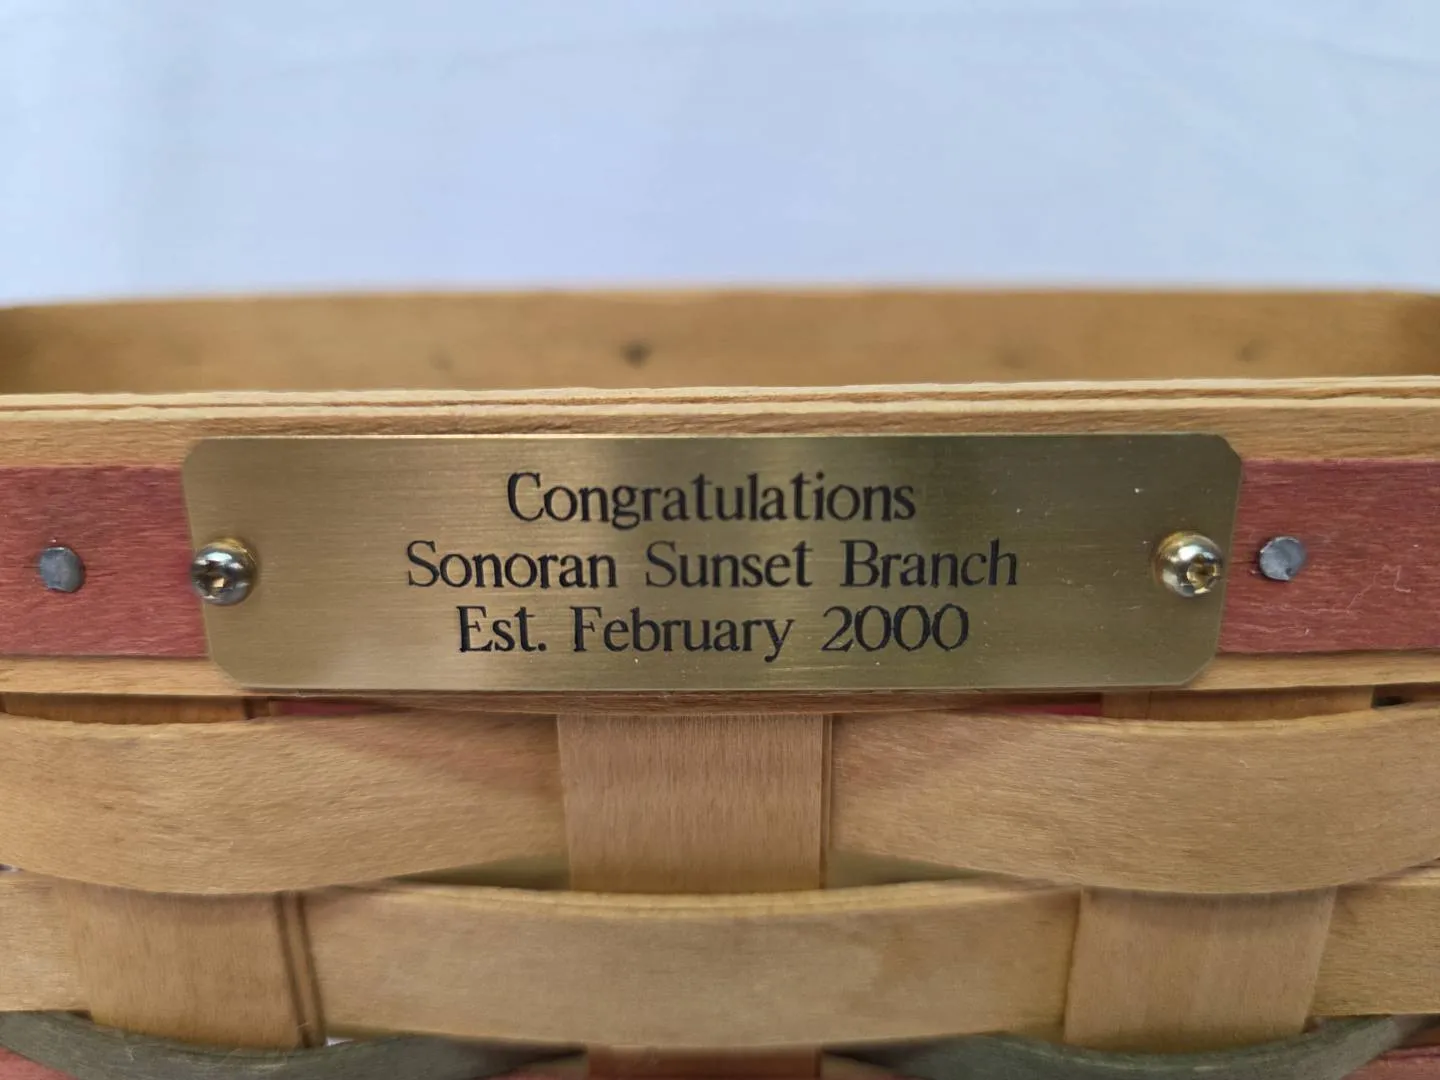 Congratulations
Sonoran Sunset Branch
Est. February 2000